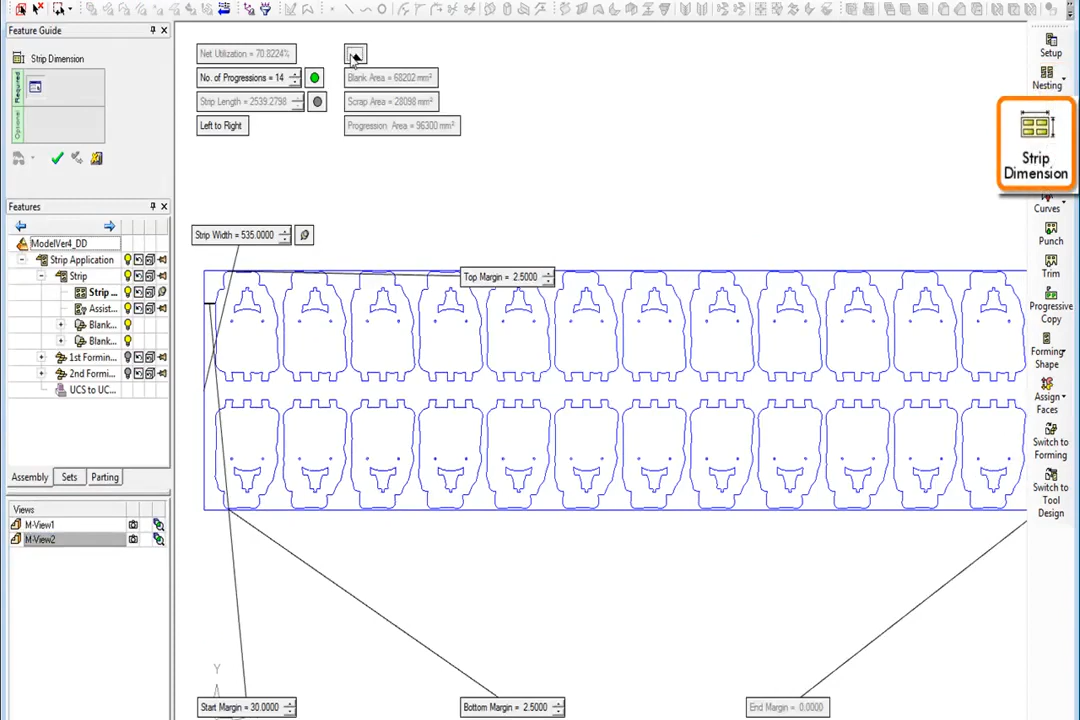 Feature Guide
Strip Dimension
Required
Optional
Features
ModelVer4_DD
Strip Application
Strip
Strip ...
Assist...
Blank...
Blank...
1st Formin...
2nd Formi...
UCS to UC...
Assembly
Sets
Parting
Views
M-View1
M-View2
Net Utilization = 70.8224%
No. of Progressions = 14
Blank Area = 68202 mm²
Strip Length = 2539.2798
Scrap Area = 28098 mm²
Left to Right
Progression Area = 96300 mm²
Strip Width = 535.0000
Top Margin = 2.5000
Start Margin = 30.0000
Bottom Margin = 2.5000
End Margin = 0.0000
Y
Setup
Nesting
Strip
Dimension
Curves
Punch
Trim
Progressive
Copy
Forming
Shape
Assign
Faces
Switch to
Forming
Switch to
Tool
Design